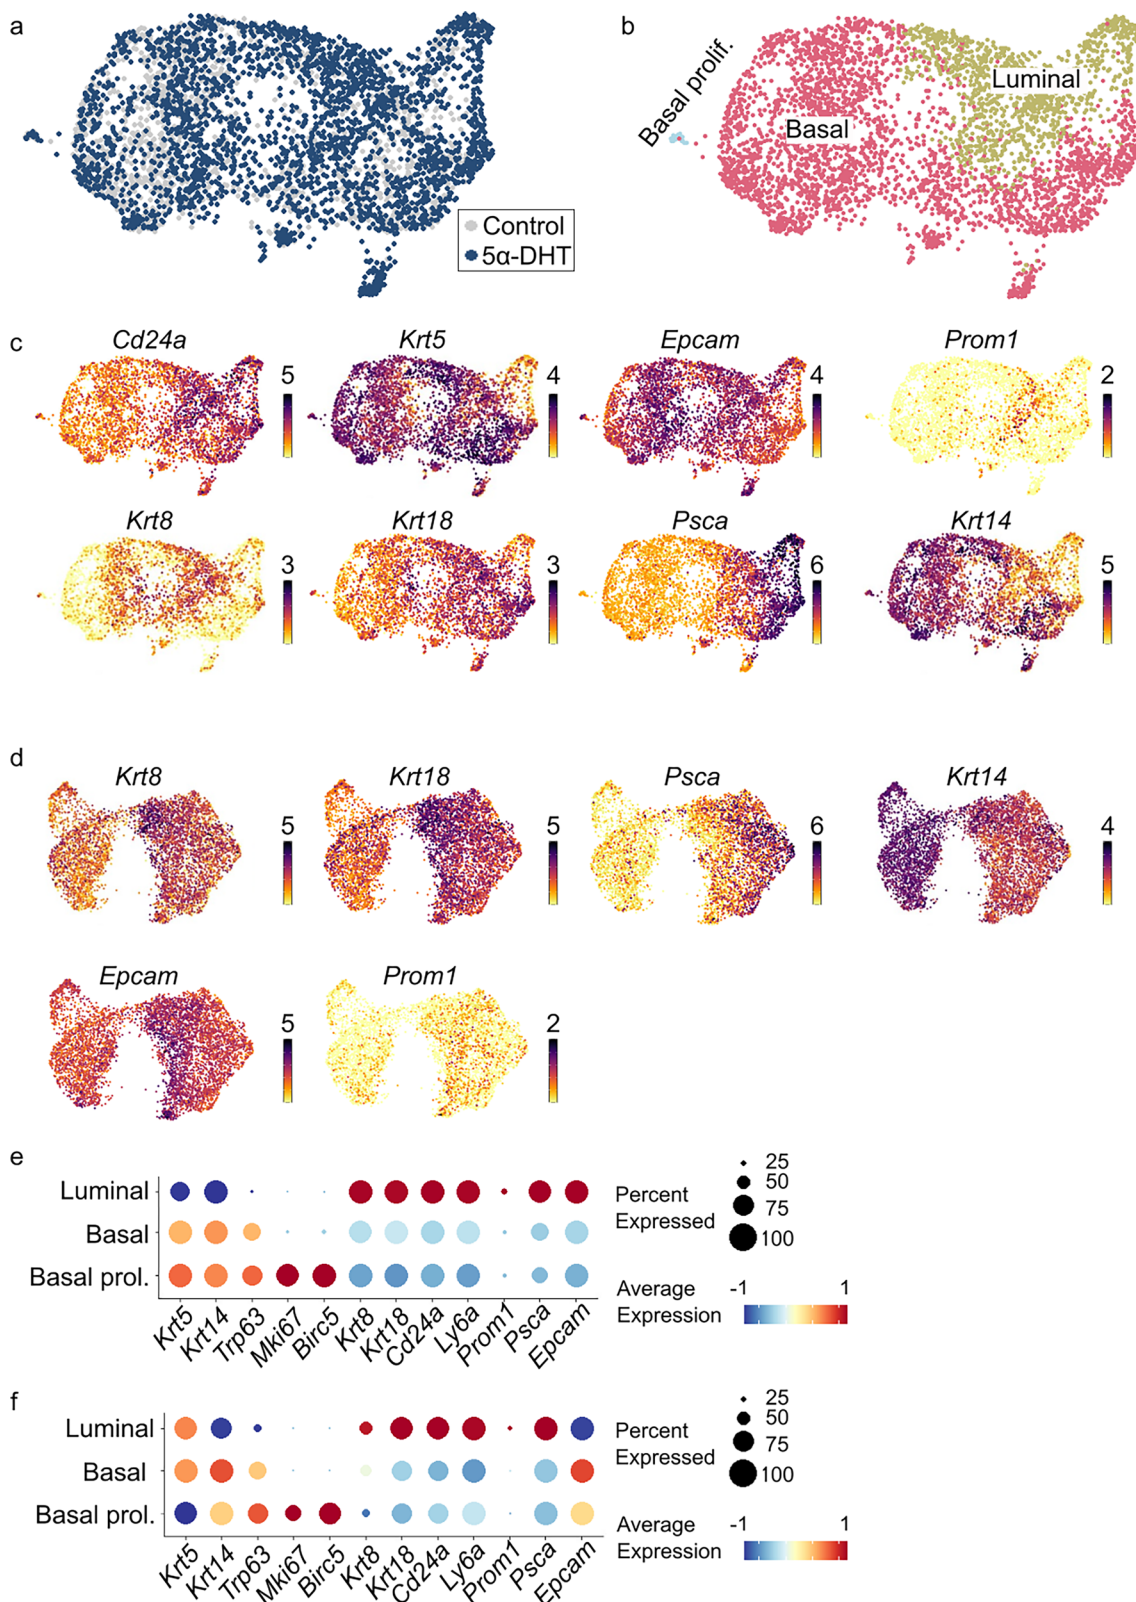 a
Control
5α-DHT
b
Basal prolif.
Basal
Luminal
c
Cd24a
5
Krt5
4
Epcam
4
Prom1
2
Krt8
3
Krt18
3
Psca
6
Krt14
5
d
Krt8
5
Krt18
5
Psca
6
Krt14
4
Epcam
5
Prom1
2
e
Luminal
Basal
Basal prol.
Krt5 Krt14 Trp63 Mki67 Birc5 Krt8 Krt18 Cd24a Ly6a Prom1 Psca Epcam
Percent
Expressed
25
50
75
100
Average
Expression
-1 1
f
Luminal
Basal
Basal prol.
Krt5 Krt14 Trp63 Mki67 Birc5 Krt8 Krt18 Cd24a Ly6a Prom1 Psca Epcam
Percent
Expressed
25
50
75
100
Average
Expression
-1 1